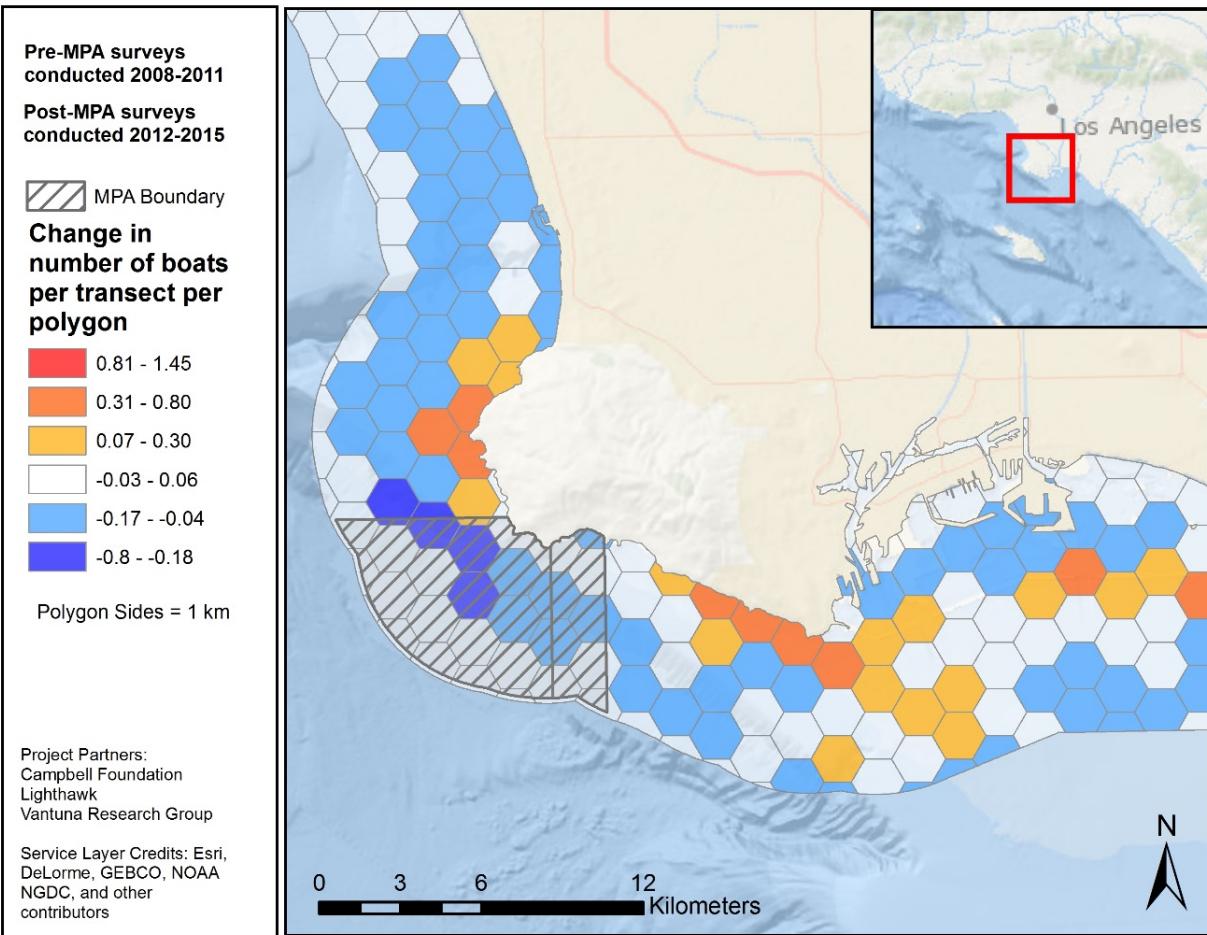 Pre-MPA surveys
conducted 2008-2011
Post-MPA surveys
conducted 2012-2015
MPA Boundary
Change in
number of boats
per transect per
polygon
0.81 - 1.45
0.31 - 0.80
0.07 - 0.30
-0.03 - 0.06
-0.17 - -0.04
-0.8 - -0.18
Polygon Sides = 1 km
Project Partners:
Campbell Foundation
Lighthawk
Vantuna Research Group
Service Layer Credits: Esri,
DeLorme, GEBCO, NOAA
NGDC, and other
contributors
Los Angeles
N
0 3 6 12
Kilometers